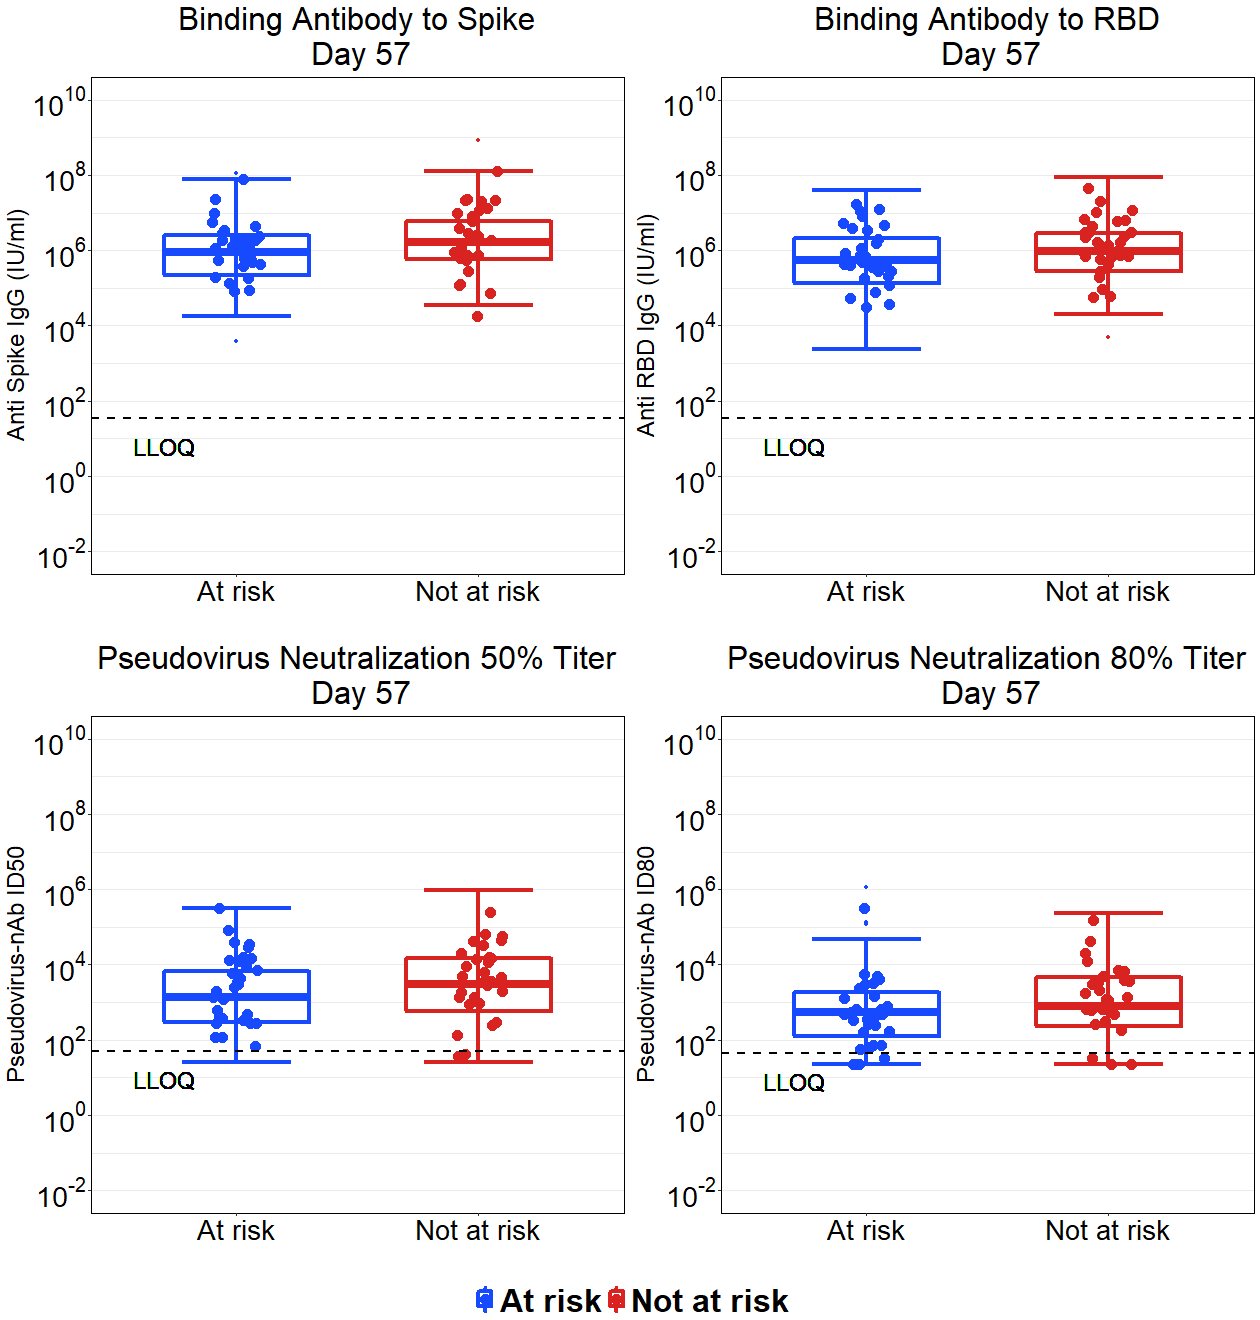 Binding Antibody to Spike
Day 57
Anti Spike IgG (IU/ml)
10^10
10^8
10^6
10^4
10^2
10^0
10^-2
LLOQ
At risk Not at risk
Binding Antibody to RBD
Day 57
Anti RBD IgG (IU/ml)
10^10
10^8
10^6
10^4
10^2
10^0
10^-2
LLOQ
At risk Not at risk
Pseudovirus Neutralization 50% Titer
Day 57
Pseudovirus-nAb ID50
10^10
10^8
10^6
10^4
10^2
10^0
10^-2
LLOQ
At risk Not at risk
Pseudovirus Neutralization 80% Titer
Day 57
Pseudovirus-nAb ID80
10^10
10^8
10^6
10^4
10^2
10^0
10^-2
LLOQ
At risk Not at risk
At risk Not at risk